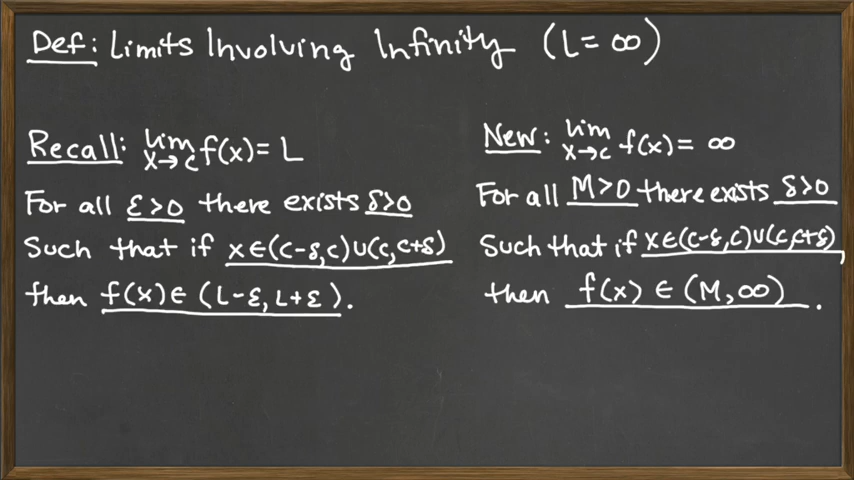 Def: Limits Involving Infinity (L = ∞)
Recall: lim x→c f(x) = L
For all ε>0 there exists δ>0
Such that if x∈(c-δ,c)∪(c,c+δ)
then f(x) ∈ (L-ε, L+ε).
New: lim x→c f(x) = ∞
For all M>0 there exists δ>0
Such that if x∈(c-δ,c)∪(c,c+δ)
then f(x) ∈ (M,∞).